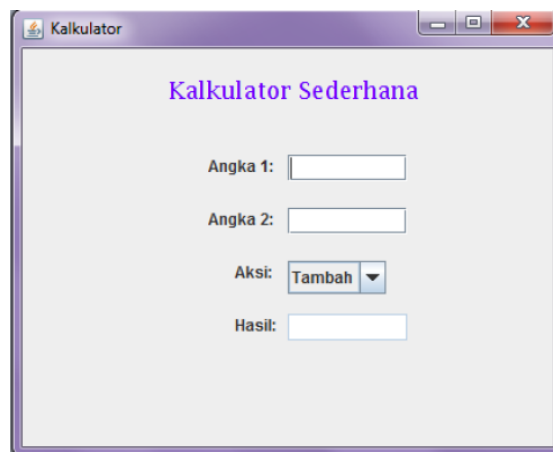 Kalkulator
Kalkulator Sederhana
Angka 1:
Angka 2:
Aksi: Tambah
Hasil: